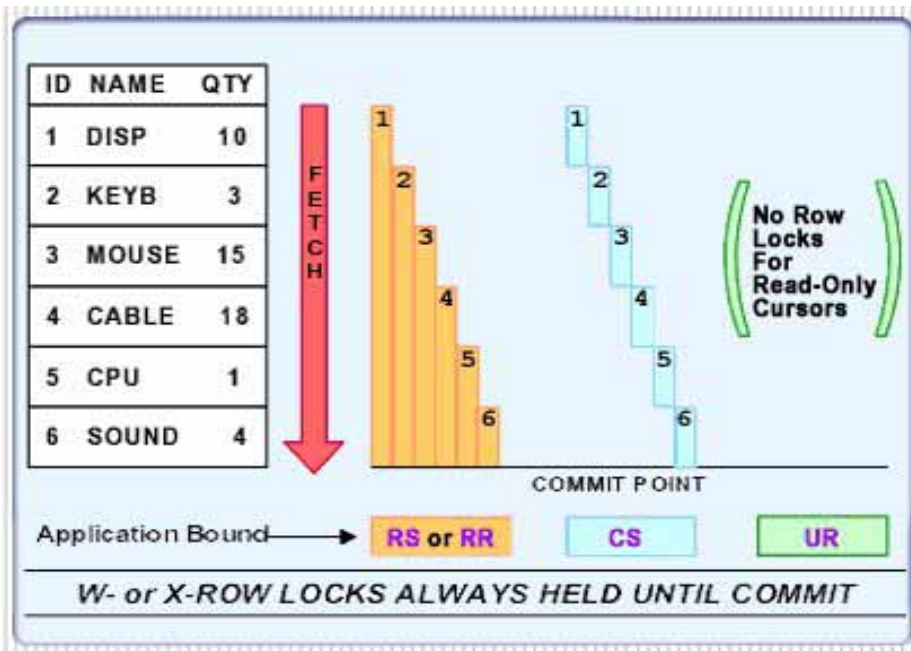 ID NAME QTY
1 DISP 10
2 KEYB 3
3 MOUSE 15
4 CABLE 18
5 CPU 1
6 SOUND 4
FETCH
1
2
3
4
5
6
1
2
3
4
5
6
No Row
Locks
For
Read-Only
Cursors
COMMIT POINT
Application Bound
RS or RR
CS
UR
W- or X-ROW LOCKS ALWAYS HELD UNTIL COMMIT